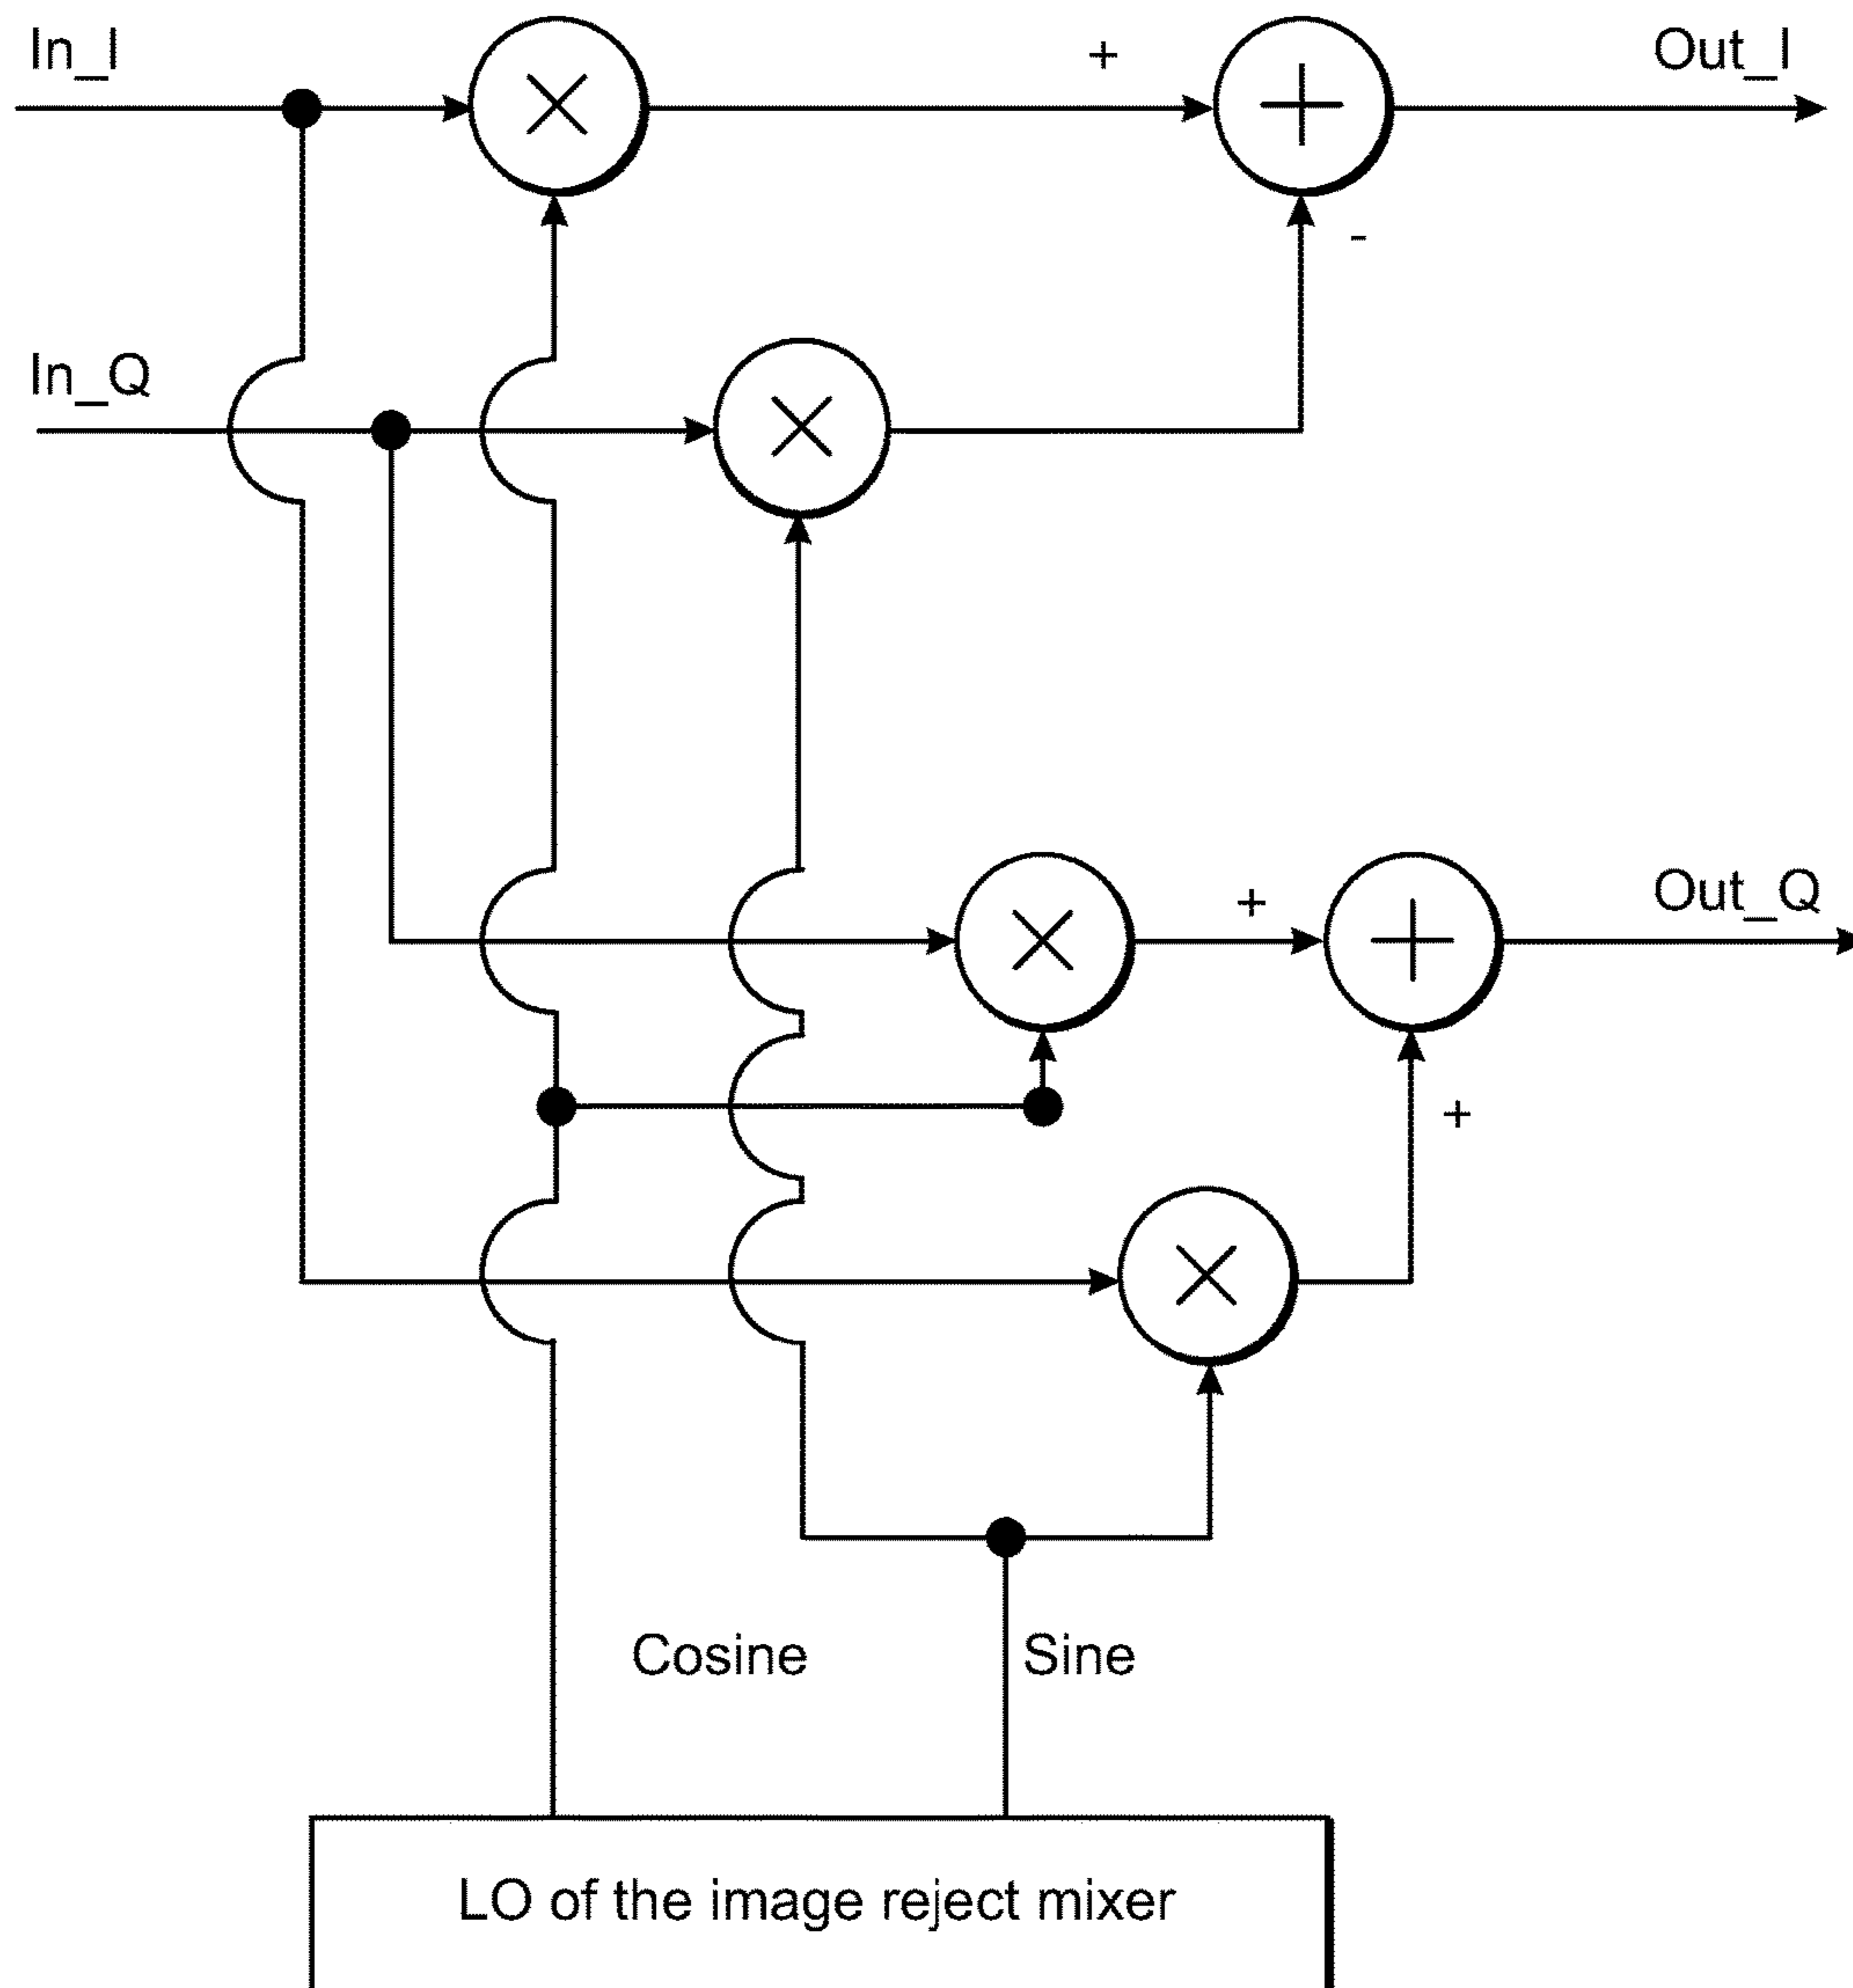 In_I
+
Out_I
-
In_Q
+
Out_Q
+
Cosine
Sine
LO of the image reject mixer